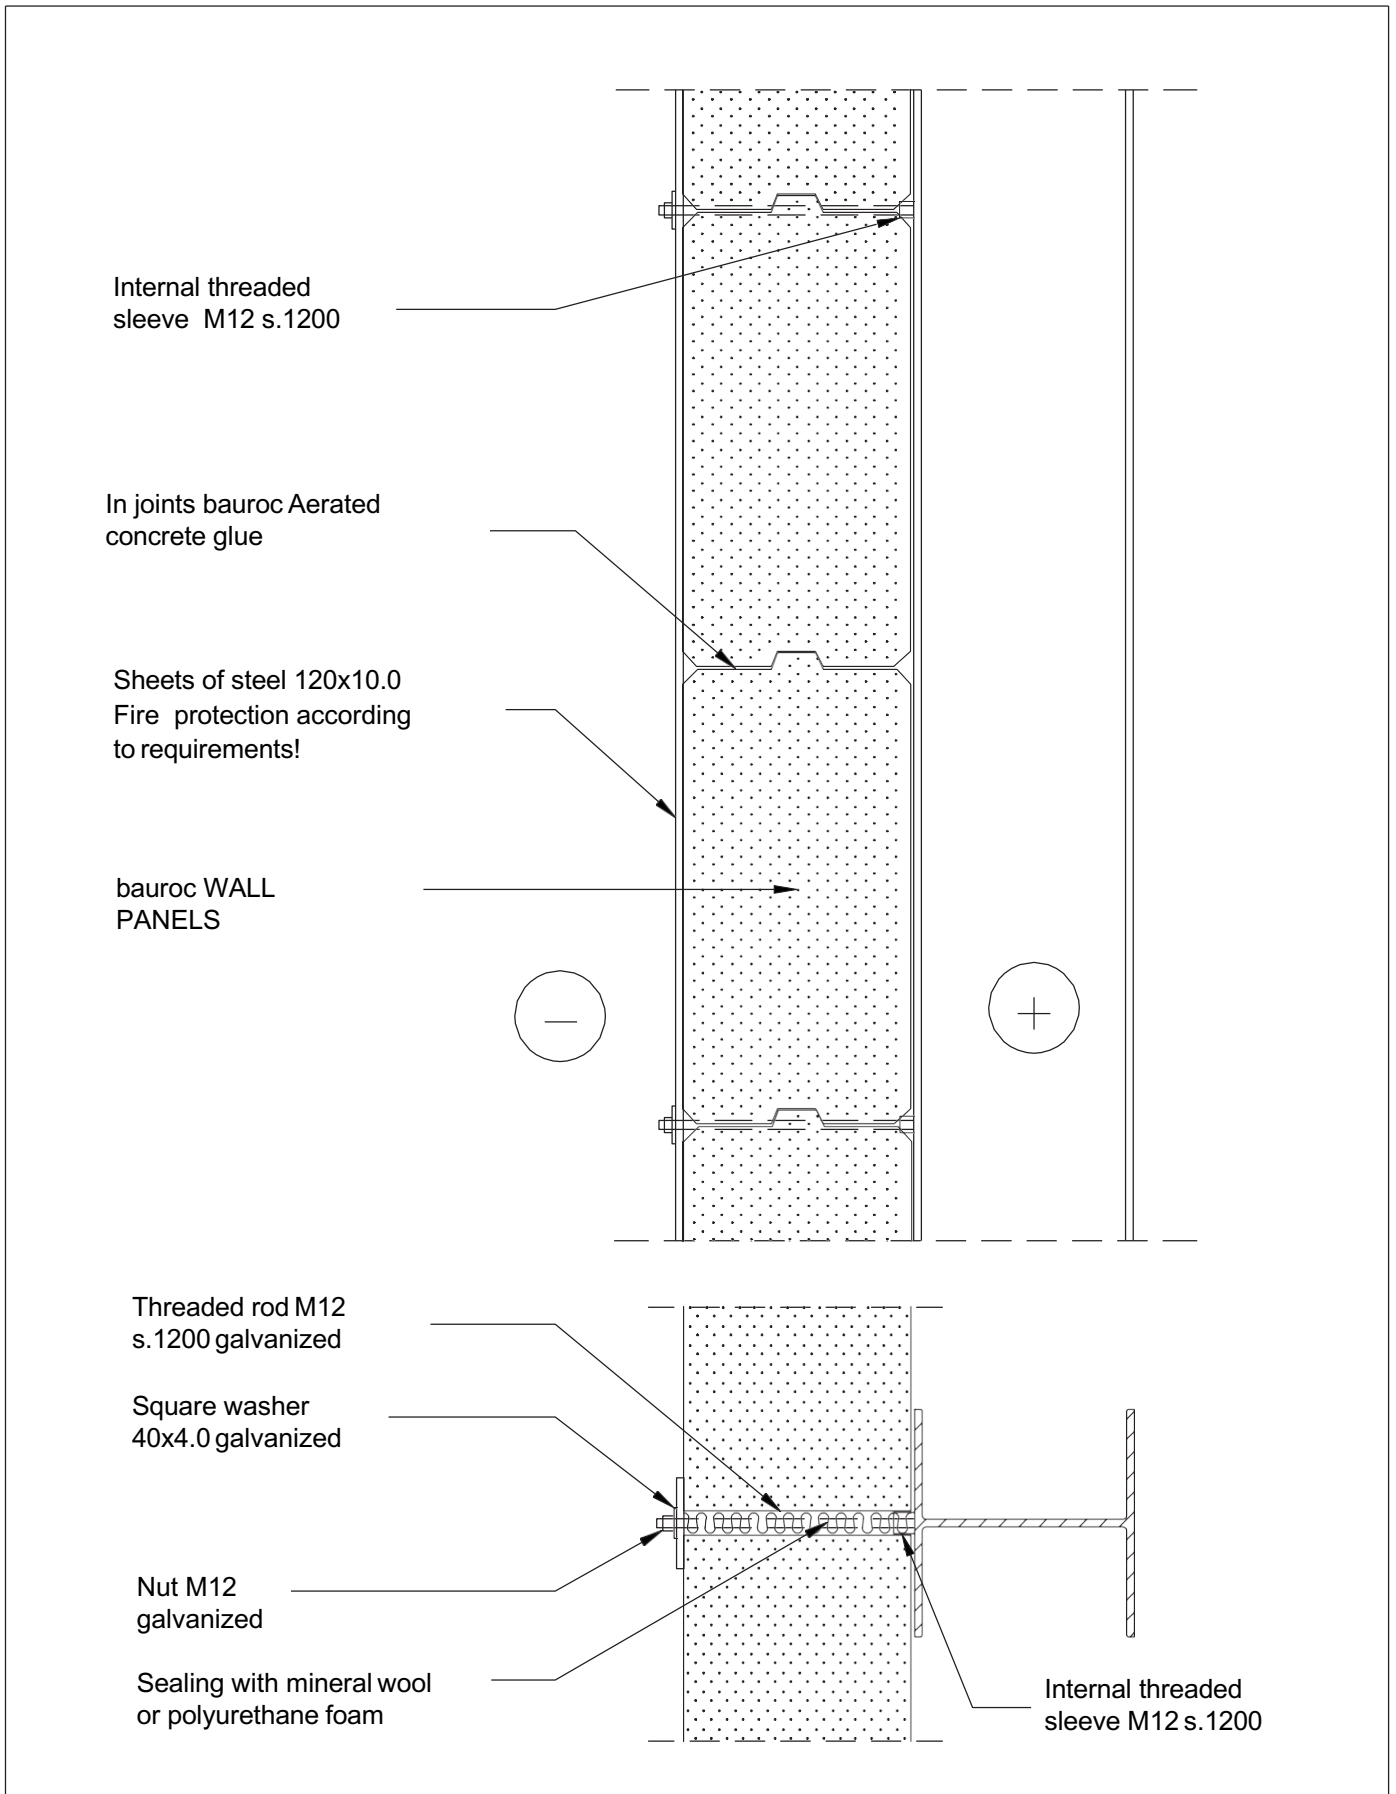 Internal threaded
sleeve M12 s.1200
In joints bauroc Aerated
concrete glue
Sheets of steel 120x10.0
Fire protection according
to requirements!
bauroc WALL
PANELS
Threaded rod M12
s.1200 galvanized
Square washer
40x4.0 galvanized
Nut M12
galvanized
Sealing with mineral wool
or polyurethane foam
Internal threaded
sleeve M12 s.1200